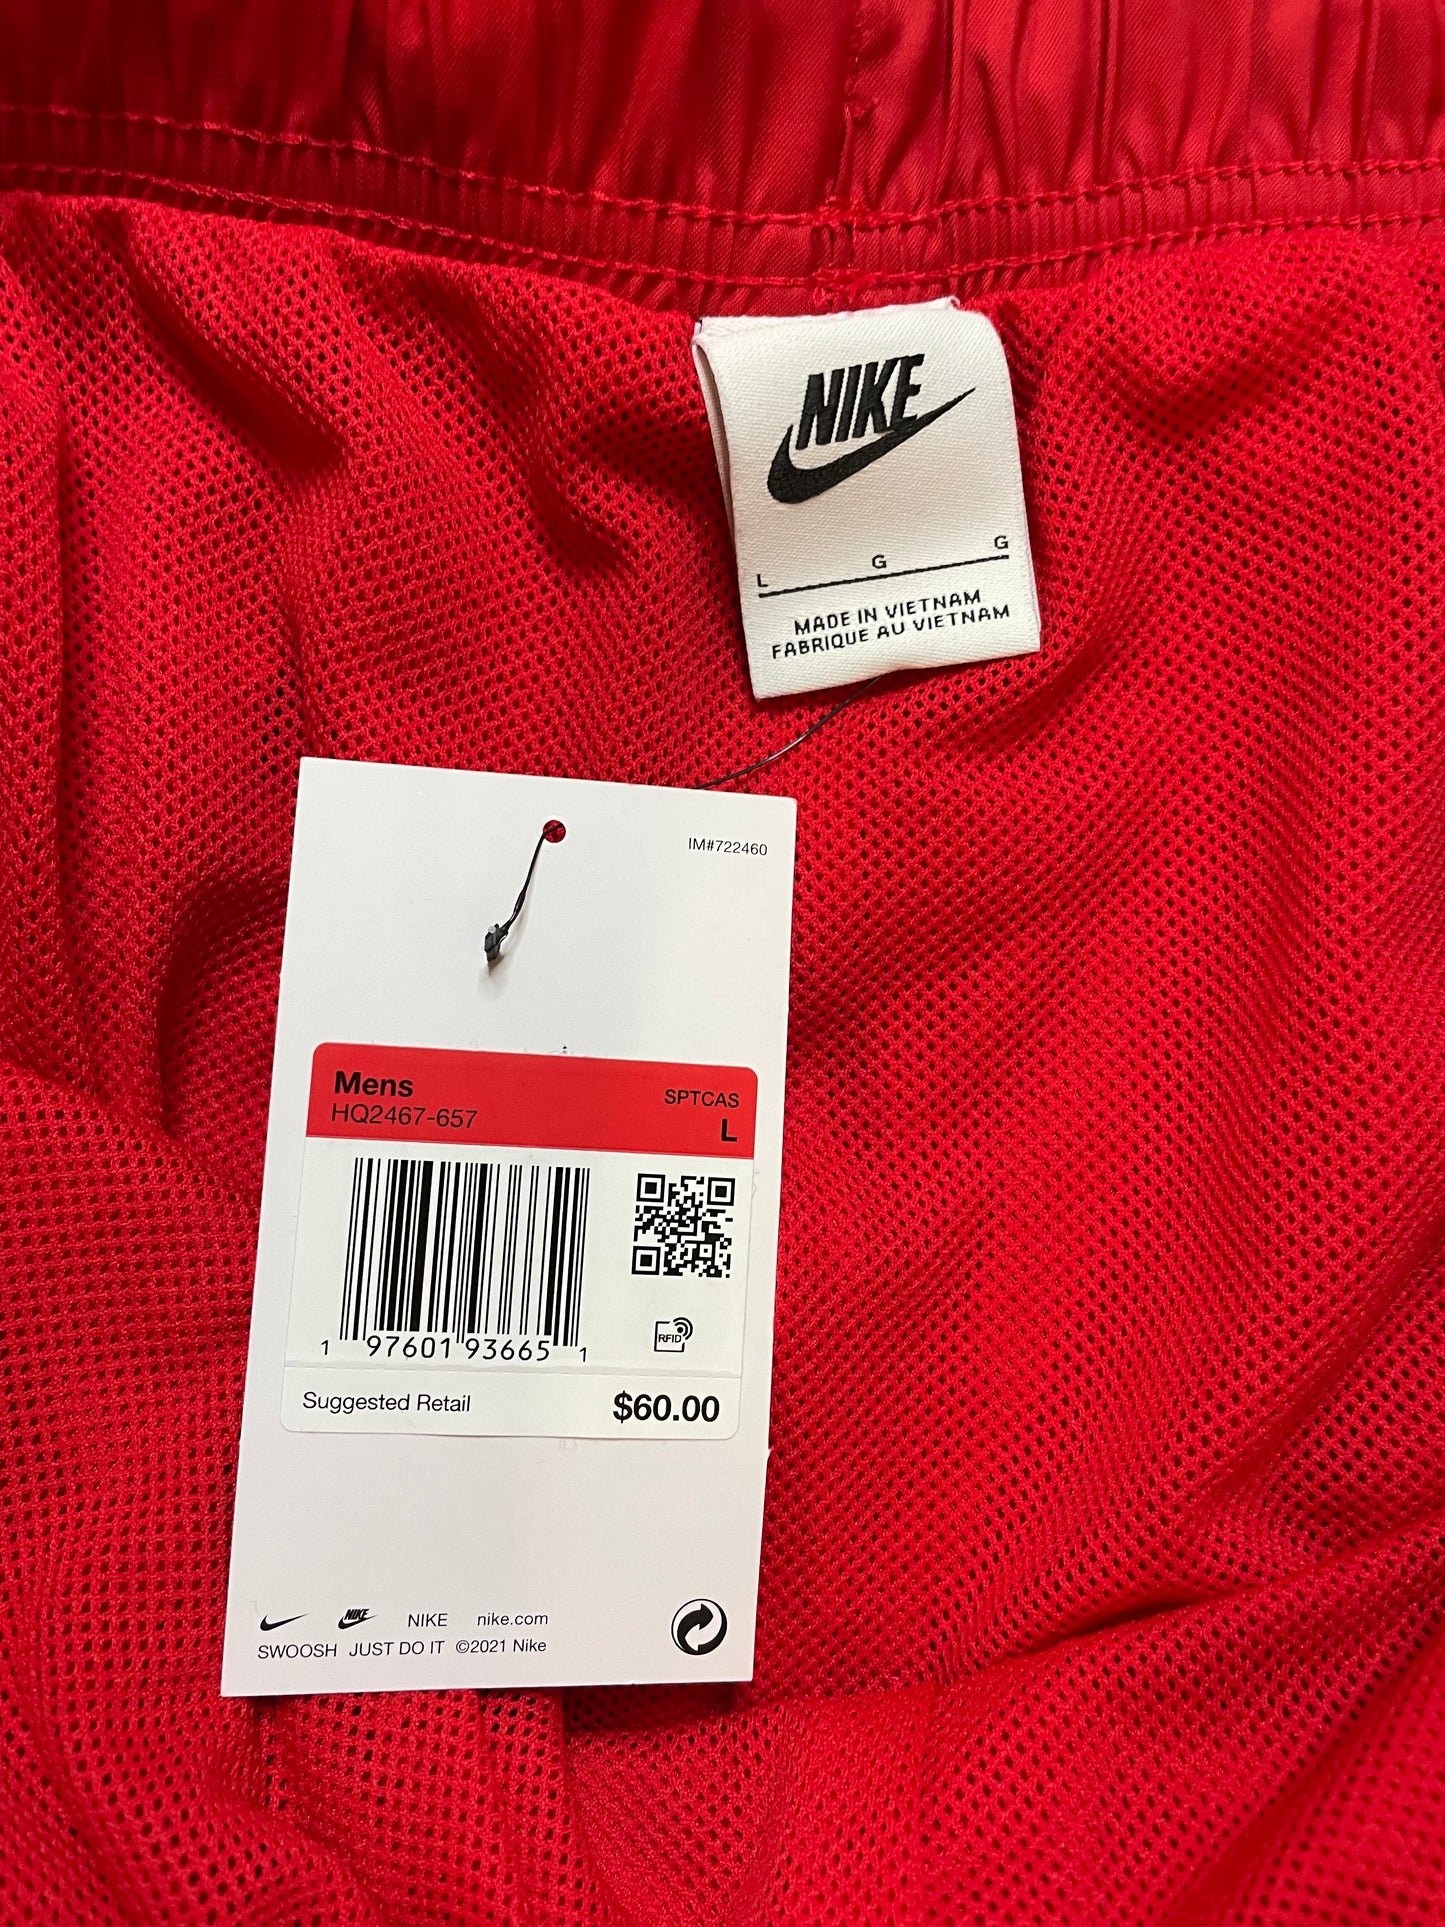 NIKE
L G G
MADE IN VIETNAM
FABRIQUE AU VIETNAM
IM#722460
Mens SPTCAS
HQ2467-657 L
1 97601 93665 1
RFID
Suggested Retail $60.00
NIKE NIKE nike.com
SWOOSH JUST DO IT ©2021 Nike